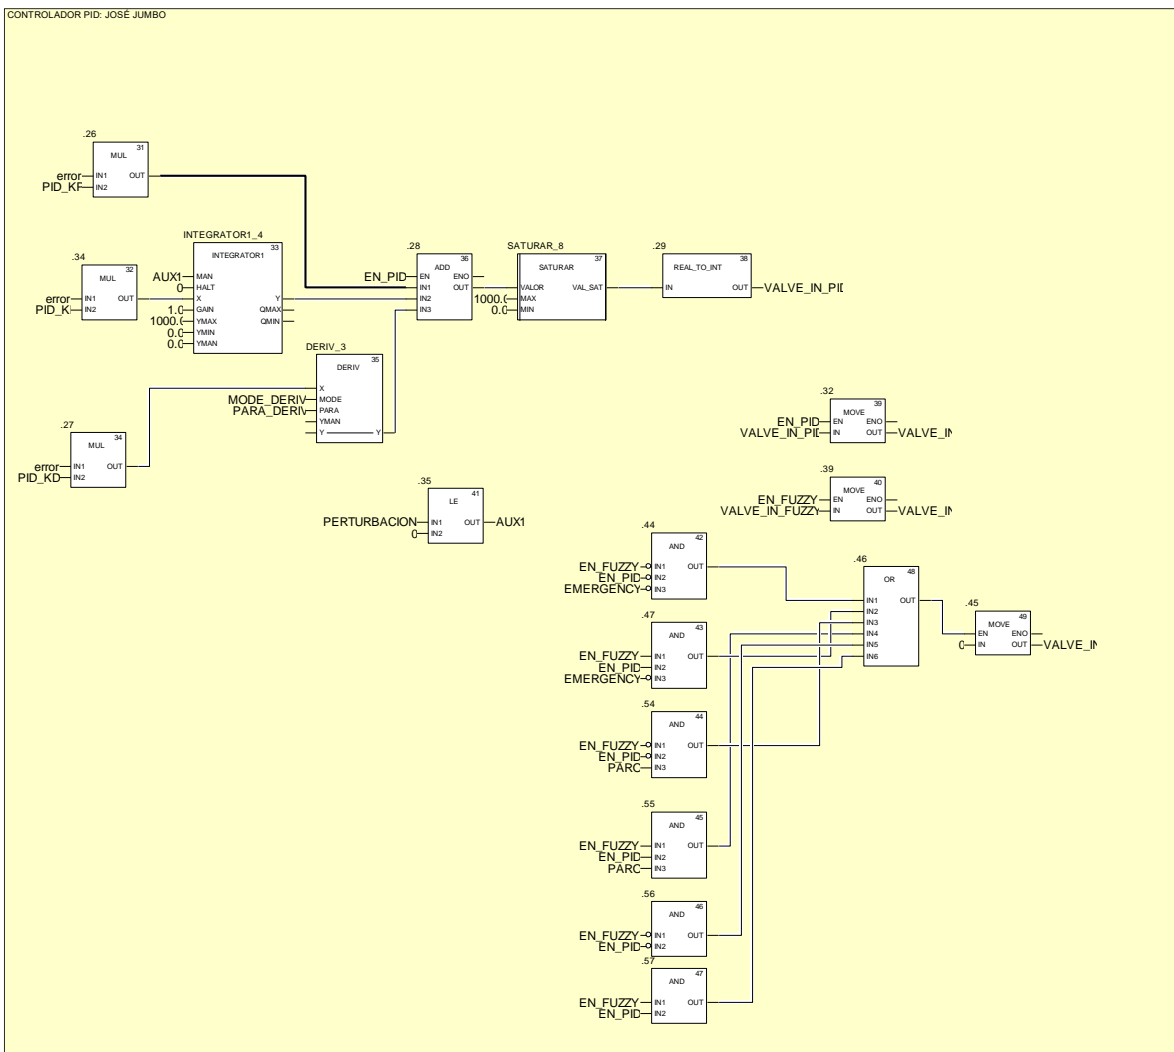 CONTROLADOR PID: JOSÉ JUMBO
.26
31
MUL
error IN1 OUT
PID_KP IN2
.34
32
MUL
error IN1 OUT
PID_K IN2
INTEGRATOR1_4
33
INTEGRATOR1
AUX1 MAN
0 HALT
X Y
1.0 GAIN QMAX
1000.0 YMAX QMIN
0.0 YMIN
0.0 YMAN
.28
36
ADD
EN_PID EN ENO
IN1 OUT
IN2
IN3
SATURAR_8
37
SATURAR
VALOR VAL_SAT
1000.0 MAX
0.0 MIN
.29
38
REAL_TO_INT
IN OUT VALVE_IN_PID
DERIV_3
35
DERIV
X
MODE_DERIV MODE
PARA_DERIV PARA
YMAN
Y Y
.27
34
MUL
error IN1 OUT
PID_KD IN2
.32
39
MOVE
EN_PID EN ENO
VALVE_IN_PID IN OUT VALVE_IN
.39
40
MOVE
EN_FUZZY EN ENO
VALVE_IN_FUZZY IN OUT VALVE_IN
.35
41
LE
PERTURBACION IN1 OUT AUX1
0 IN2
.44
42
AND
EN_FUZZY IN1 OUT
EN_PID IN2
EMERGENCY IN3
.47
43
AND
EN_FUZZY IN1 OUT
EN_PID IN2
EMERGENCY IN3
.54
44
AND
EN_FUZZY IN1 OUT
EN_PID IN2
PARO IN3
.55
45
AND
EN_FUZZY IN1 OUT
EN_PID IN2
PARO IN3
.56
46
AND
EN_FUZZY IN1 OUT
EN_PID IN2
.57
47
AND
EN_FUZZY IN1 OUT
EN_PID IN2
.46
48
OR
IN1 OUT
IN2
IN3
IN4
IN5
IN6
.45
49
MOVE
EN ENO
0 IN OUT VALVE_IN